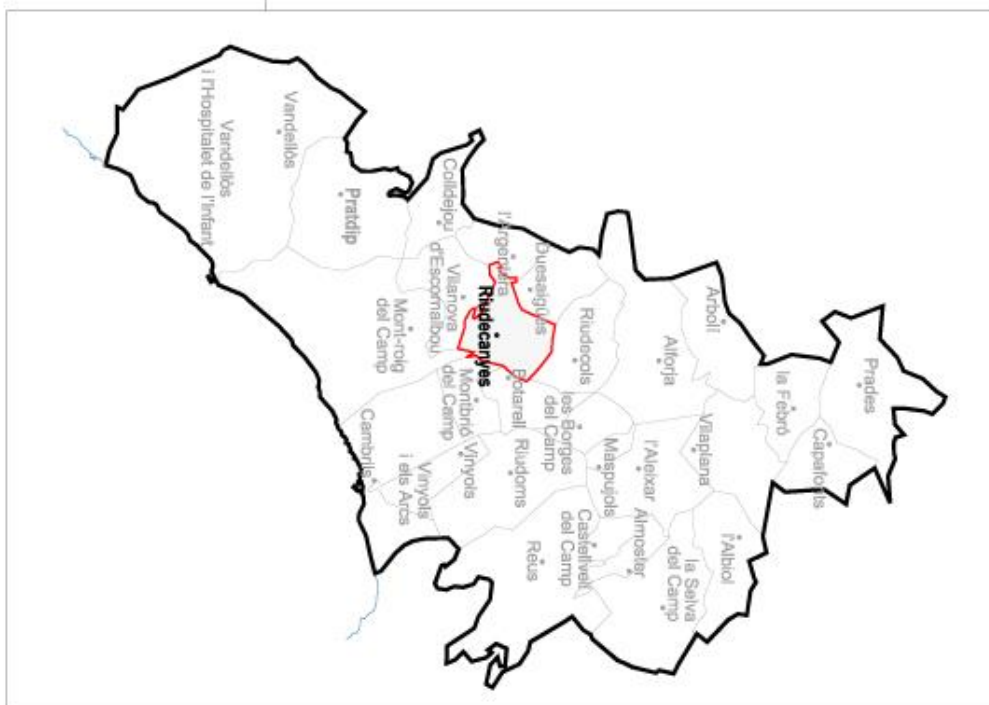 Prades
Capafonts
la Febró
l'Albiol
Arbolí
Vilaplana
la Selva
del Camp
Alforja
l'Aleixar
Almoster
Maspujols
Riudecols
Castellvell
del Camp
les Borges
del Camp
Duesaigües
Reus
Riudoms
Botarell
l'Argentera
Riudecanyes
Vinyols
Montbrió
del Camp
Vilanova
d'Escornalbou
Colldejou
Vinyols
i els Arcs
Mont-roig
del Camp
Cambrils
Pratdip
Vandellòs
Vandellòs
i l'Hospitalet de l'Infant